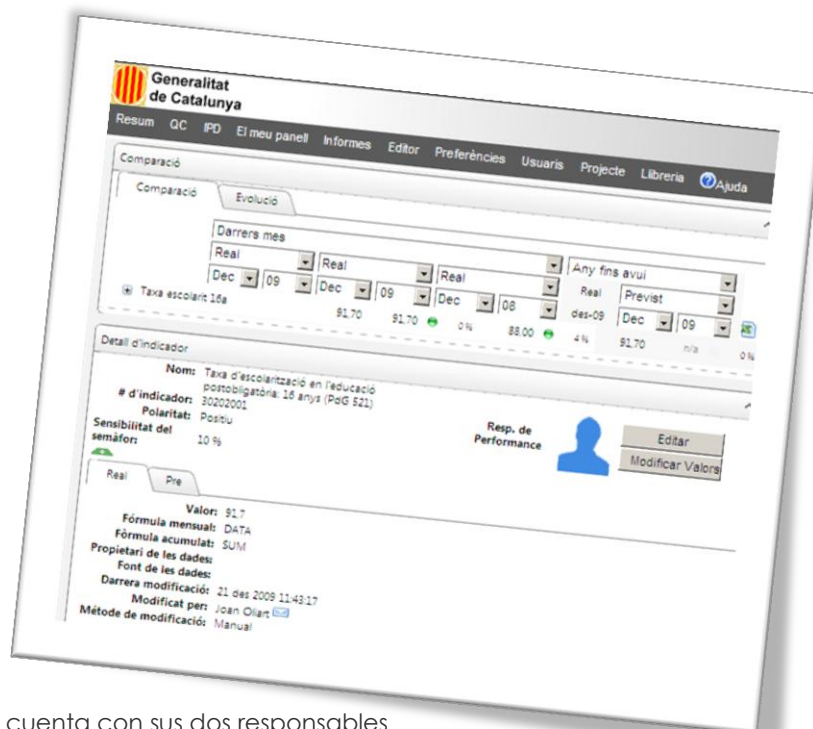 Generalitat
de Catalunya
Resum QC IPD El meu panell Informes Editor Preferències Usuaris Projecte Llibreria Ajuda
Comparació
Comparació Evolució
Darrers mes Any fins avui
Real Real Real Real Previst
Dec 09 Dec 09 Dec 08 des-09 Dec 09
Taxa escolarit 16a 91,70 91,70 0 % 88,00 4 % 91,70 n/a 0 %
Detall d'indicador
Nom: Taxa d'escolarització en l'educació
postobligatòria: 16 anys (PdG 521)
# d'indicador: 30202001
Polaritat: Positiu
Sensibilitat del
semàfor: 10 %
Resp. de
Performance
Editar
Modificar Valors
Real Pre
Valor: 91,7
Fórmula mensual: DATA
Fòrmula acumulat: SUM
Propietari de les dades:
Font de les dades:
Darrera modificació: 21 des 2009 11:43:17
Modificat per: Joan Oliart
Métode de modificació: Manual
cuenta con sus dos responsables